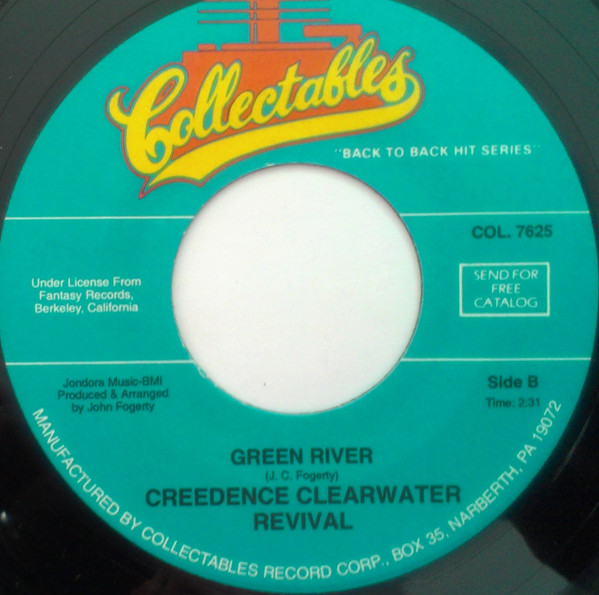 Collectables
"BACK TO BACK HIT SERIES"
COL. 7625
Under License From
Fantasy Records,
Berkeley, California
SEND FOR
FREE
CATALOG
Jondora Music-BMI
Produced & Arranged
by John Fogerty
Side B
Time: 2:31
GREEN RIVER
(J. C. Fogerty)
CREEDENCE CLEARWATER
REVIVAL
MANUFACTURED BY COLLECTABLES RECORD CORP., BOX 35, NARBERTH, PA 19072